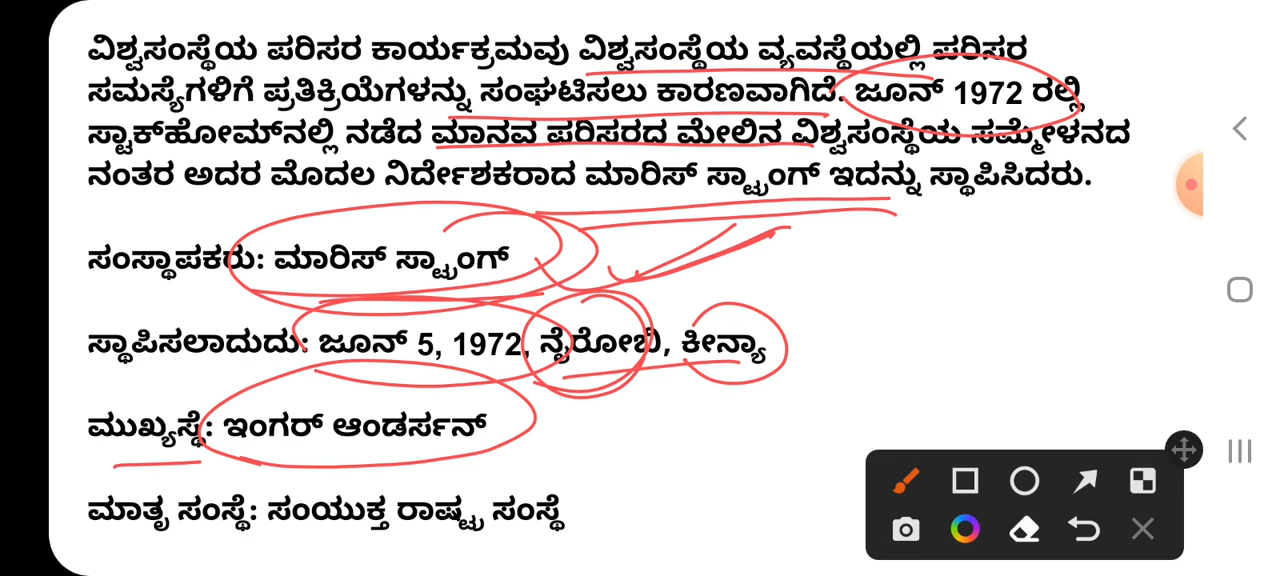 ವಿಶ್ವಸಂಸ್ಥೆಯ ಪರಿಸರ ಕಾರ್ಯಕ್ರಮವು ವಿಶ್ವಸಂಸ್ಥೆಯ ವ್ಯವಸ್ಥೆಯಲ್ಲಿ ಪರಿಸರ
ಸಮಸ್ಯೆಗಳಿಗೆ ಪ್ರತಿಕ್ರಿಯೆಗಳನ್ನು ಸಂಘಟಿಸಲು ಕಾರಣವಾಗಿದೆ. ಜೂನ್ 1972 ರಲ್ಲಿ
ಸ್ಟಾಕ್‌ಹೋಮ್‌ನಲ್ಲಿ ನಡೆದ ಮಾನವ ಪರಿಸರದ ಮೇಲಿನ ವಿಶ್ವಸಂಸ್ಥೆಯ ಸಮ್ಮೇಳನದ
ನಂತರ ಅದರ ಮೊದಲ ನಿರ್ದೇಶಕರಾದ ಮಾರಿಸ್ ಸ್ಟ್ರಾಂಗ್ ಇದನ್ನು ಸ್ಥಾಪಿಸಿದರು.
ಸಂಸ್ಥಾಪಕರು: ಮಾರಿಸ್ ಸ್ಟ್ರಾಂಗ್
ಸ್ಥಾಪಿಸಲಾದುದು: ಜೂನ್ 5, 1972, ನೈರೋಬಿ, ಕೀನ್ಯಾ
ಮುಖ್ಯಸ್ಥೆ: ಇಂಗರ್ ಆಂಡರ್ಸನ್
ಮಾತೃ ಸಂಸ್ಥೆ: ಸಂಯುಕ್ತ ರಾಷ್ಟ್ರ ಸಂಸ್ಥೆ